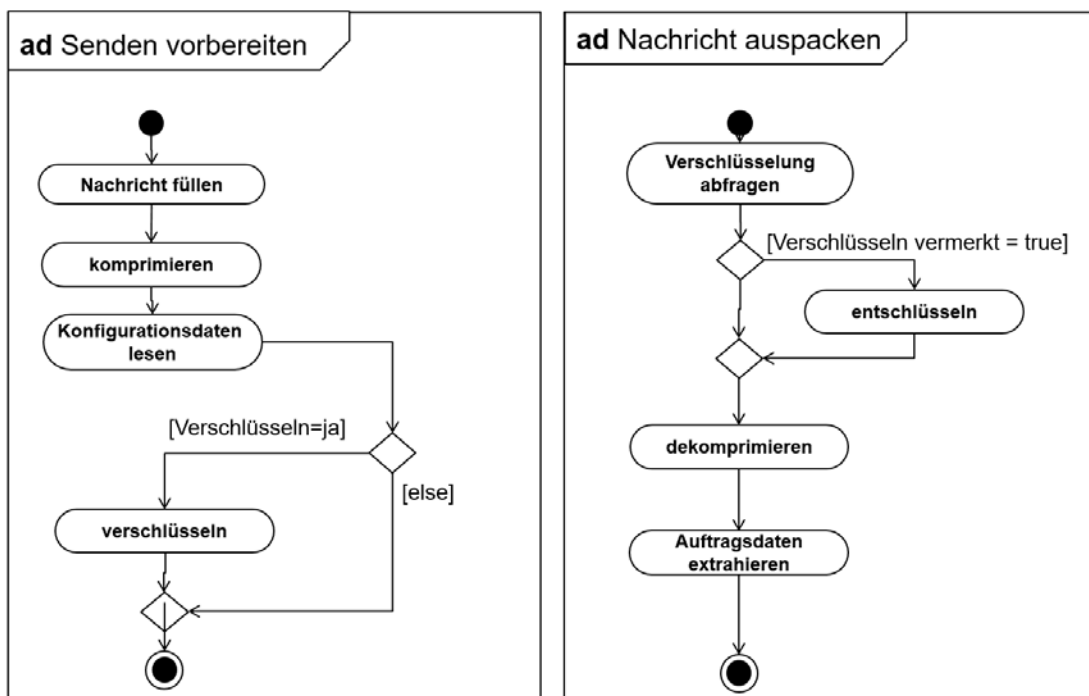 ad Senden vorbereiten
Nachricht füllen
komprimieren
Konfigurationsdaten
lesen
[Verschlüsseln=ja]
[else]
verschlüsseln
ad Nachricht auspacken
Verschlüsselung
abfragen
[Verschlüsseln vermerkt = true]
entschlüsseln
dekomprimieren
Auftragsdaten
extrahieren